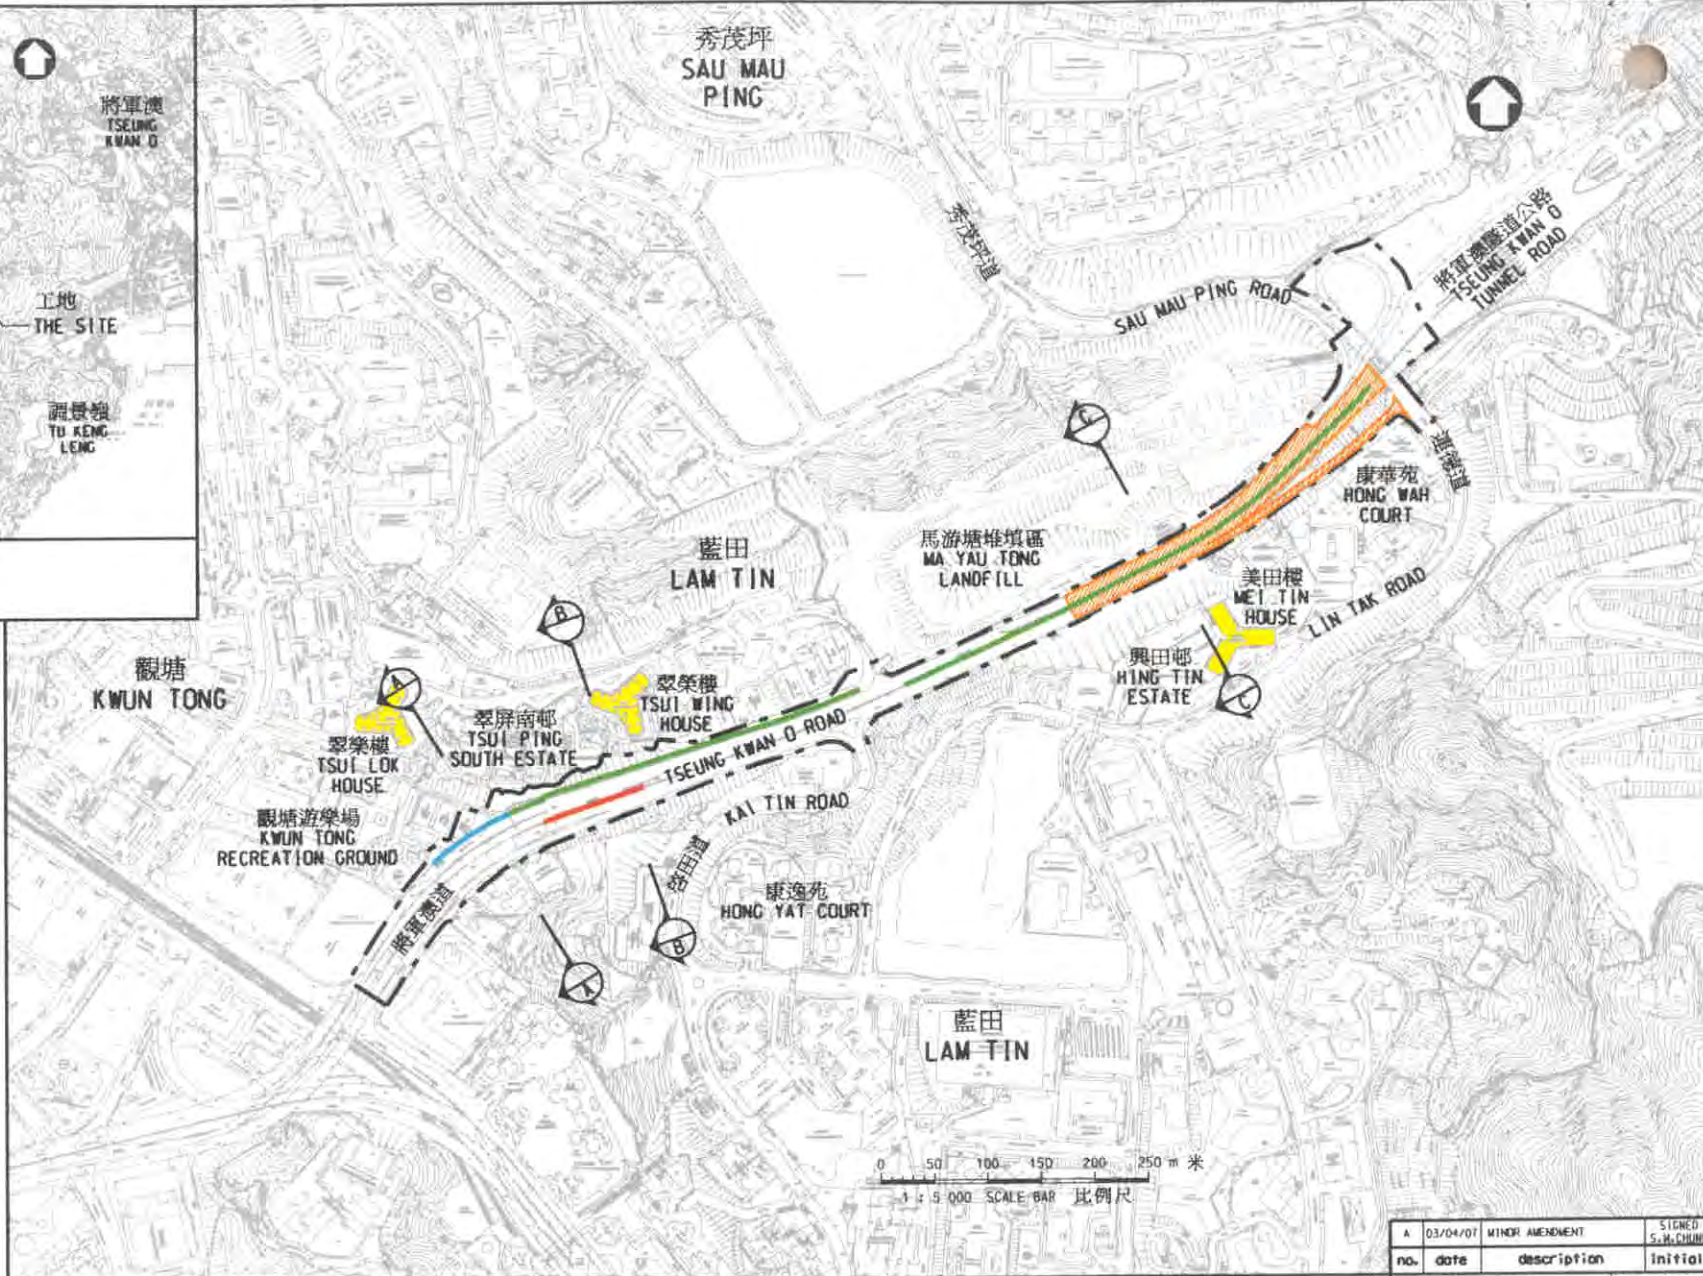 將軍澳
TSEUNG
KWAN O
工地
THE SITE
調景嶺
TU KENG
LENG
秀茂坪
SAU MAU
PING
秀茂坪道
SAU MAU PING ROAD
將軍澳隧道公路
TSEUNG KWAN O
TUNNEL ROAD
C
連德道
康華苑
HONG WAH
COURT
馬游塘堆填區
MA YAU TONG
LANDFILL
藍田
LAM TIN
美田樓
MEI TIN
HOUSE
LIN TAK ROAD
興田邨
HING TIN
ESTATE
C
B
觀塘
KWUN TONG
A
翠榮樓
TSUI WING
HOUSE
翠屏南邨
TSUI PING
SOUTH ESTATE
TSUI LOK
HOUSE
TSEUNG KWAN O ROAD
KAI TIN ROAD
啓田道
觀塘遊樂場
KWUN TONG
RECREATION GROUND
將軍澳道
康逸苑
HONG YAT COURT
B
A
藍田
LAM TIN
0 50 100 150 200 250 m 米
1 : 5 000 SCALE BAR 比例尺
A 03/04/07 MINOR AMENDMENT SIGNED
no. date description initial